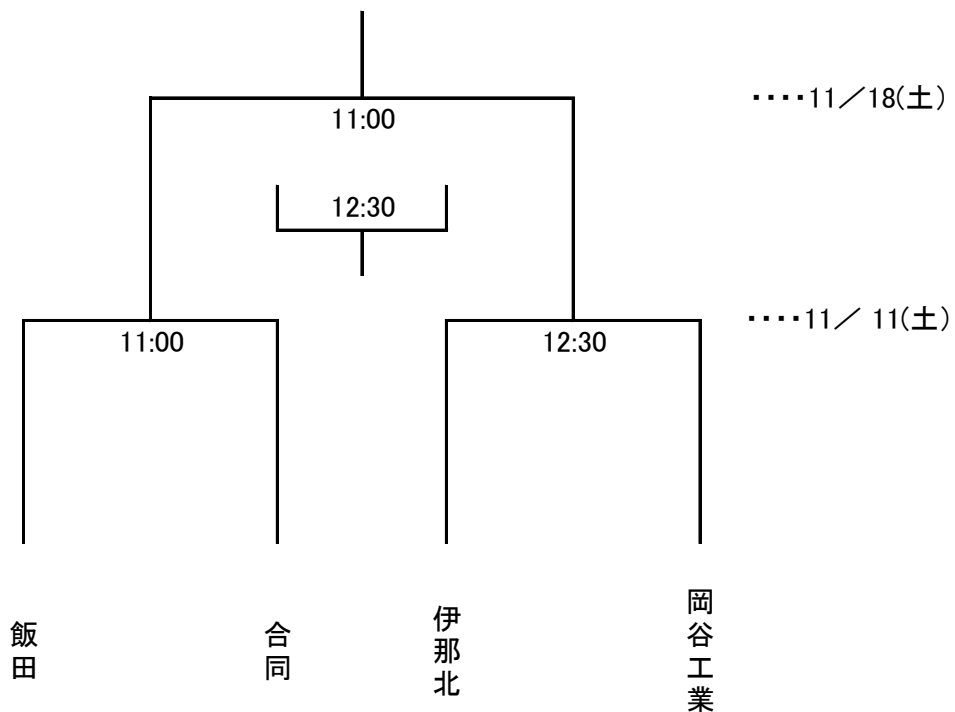 ････11／18(土)
11:00
12:30
････11／ 11(土)
11:00
12:30
飯田
合同
伊那北
岡谷工業